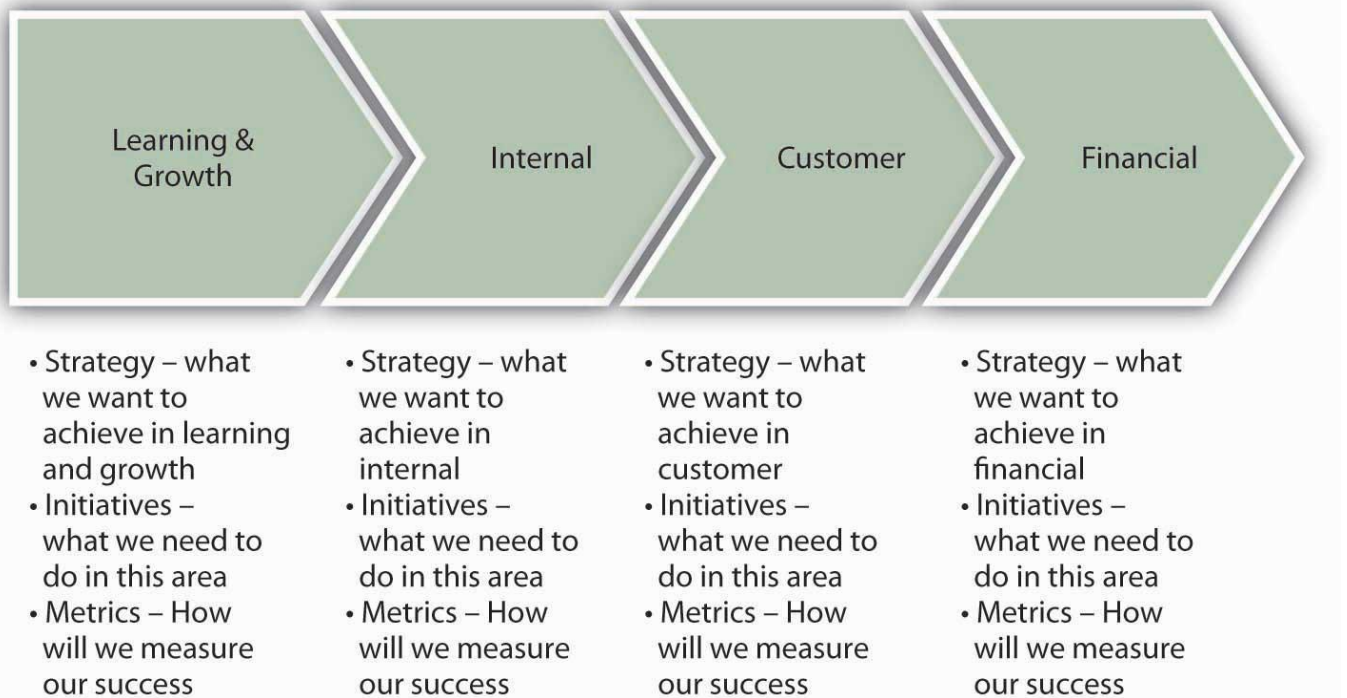 Learning &
Growth
Internal
Customer
Financial
• Strategy – what
we want to
achieve in learning
and growth
• Initiatives –
what we need to
do in this area
• Metrics – How
will we measure
our success
• Strategy – what
we want to
achieve in
internal
• Initiatives –
what we need to
do in this area
• Metrics – How
will we measure
our success
• Strategy – what
we want to
achieve in
customer
• Initiatives –
what we need to
do in this area
• Metrics – How
will we measure
our success
• Strategy – what
we want to
achieve in
financial
• Initiatives –
what we need to
do in this area
• Metrics – How
will we measure
our success